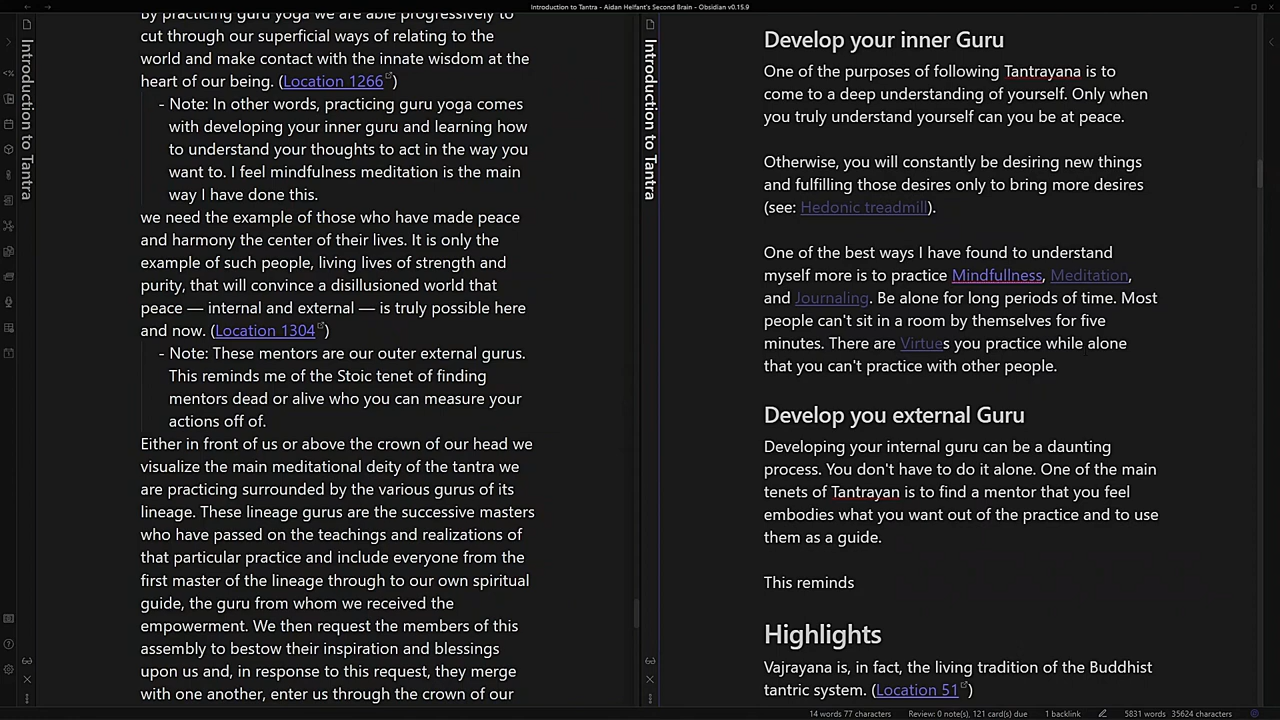 Introduction to Tantra - Aidan Helfant's Second Brain - Obsidian v0.15.9
Introduction to Tantra
By practicing guru yoga we are able progressively to
cut through our superficial ways of relating to the
world and make contact with the innate wisdom at the
heart of our being. (Location 1266)
- Note: In other words, practicing guru yoga comes
with developing your inner guru and learning how
to understand your thoughts to act in the way you
want to. I feel mindfulness meditation is the main
way I have done this.
we need the example of those who have made peace
and harmony the center of their lives. It is only the
example of such people, living lives of strength and
purity, that will convince a disillusioned world that
peace — internal and external — is truly possible here
and now. (Location 1304)
- Note: These mentors are our outer external gurus.
This reminds me of the Stoic tenet of finding
mentors dead or alive who you can measure your
actions off of.
Either in front of us or above the crown of our head we
visualize the main meditational deity of the tantra we
are practicing surrounded by the various gurus of its
lineage. These lineage gurus are the successive masters
who have passed on the teachings and realizations of
that particular practice and include everyone from the
first master of the lineage through to our own spiritual
guide, the guru from whom we received the
empowerment. We then request the members of this
assembly to bestow their inspiration and blessings
upon us and, in response to this request, they merge
with one another, enter us through the crown of our
Introduction to Tantra
Develop your inner Guru
One of the purposes of following Tantrayana is to
come to a deep understanding of yourself. Only when
you truly understand yourself can you be at peace.
Otherwise, you will constantly be desiring new things
and fulfilling those desires only to bring more desires
(see: Hedonic treadmill).
One of the best ways I have found to understand
myself more is to practice Mindfullness, Meditation,
and Journaling. Be alone for long periods of time. Most
people can't sit in a room by themselves for five
minutes. There are Virtues you practice while alone
that you can't practice with other people.
Develop you external Guru
Developing your internal guru can be a daunting
process. You don't have to do it alone. One of the main
tenets of Tantrayan is to find a mentor that you feel
embodies what you want out of the practice and to use
them as a guide.
This reminds
Highlights
Vajrayana is, in fact, the living tradition of the Buddhist
tantric system. (Location 51)
14 words 77 characters Review: 0 note(s), 121 card(s) due 1 backlink 5831 words 35624 characters